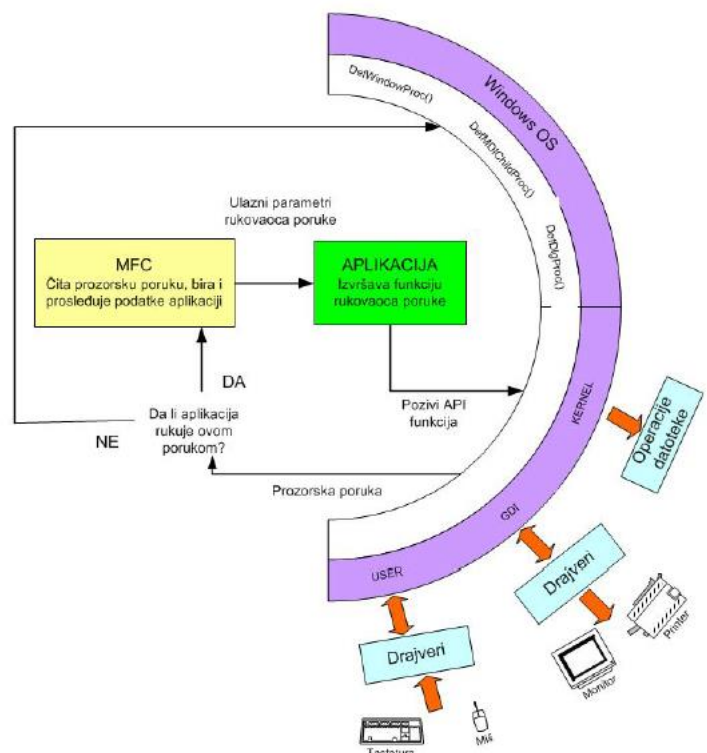 DefWindowProc()
Windows OS
DefMDIChildProc()
DefDlgProc()
Ulazni parametri
rukovaoca poruke
MFC
Čita prozorsku poruku, bira i
prosleđuje podatke aplikaciji
APLIKACIJA
Izvršava funkciju
rukovaoca poruke
DA
NE
Da li aplikacija
rukuje ovom
porukom?
Pozivi API
funkcija
Prozorska poruka
KERNEL
GDI
USER
Operacije
datoteke
Drajveri
Printer
Monitor
Drajveri
Miš
Tastatura